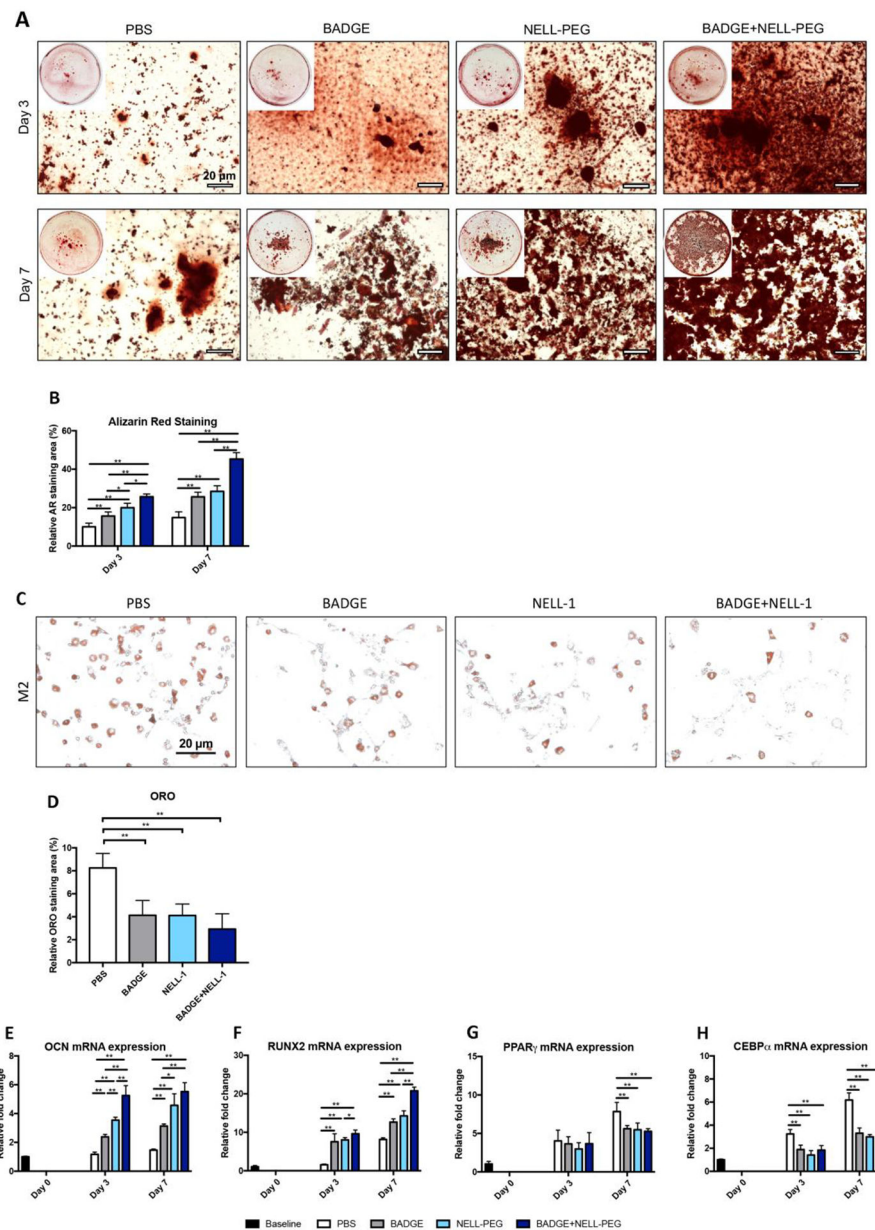 A
PBS
BADGE
NELL-PEG
BADGE+NELL-PEG
Day 3
20 μm
Day 7
B
Alizarin Red Staining
Relative AR staining area (%)
60
40
20
0
** ** * ** ** *
** ** ** ** **
Day 3
Day 7
C
PBS
BADGE
NELL-1
BADGE+NELL-1
M2
20 μm
D
ORO
Relative ORO staining area (%)
10
8
6
4
2
0
**
**
**
PBS
BADGE
NELL-1
BADGE+NELL-1
E
OCN mRNA expression
Relative fold change
8
6
4
2
0
Day 0
Day 3
Day 7
F
RUNX2 mRNA expression
Relative fold change
30
20
10
0
Day 0
Day 3
Day 7
G
PPARγ mRNA expression
Relative fold change
15
10
5
0
** ** **
Day 0
Day 3
Day 7
H
CEBPα mRNA expression
Relative fold change
10
8
6
4
2
0
Day 0
Day 3
Baseline PBS BADGE NELL-PEG BADGE+NELL-PEG